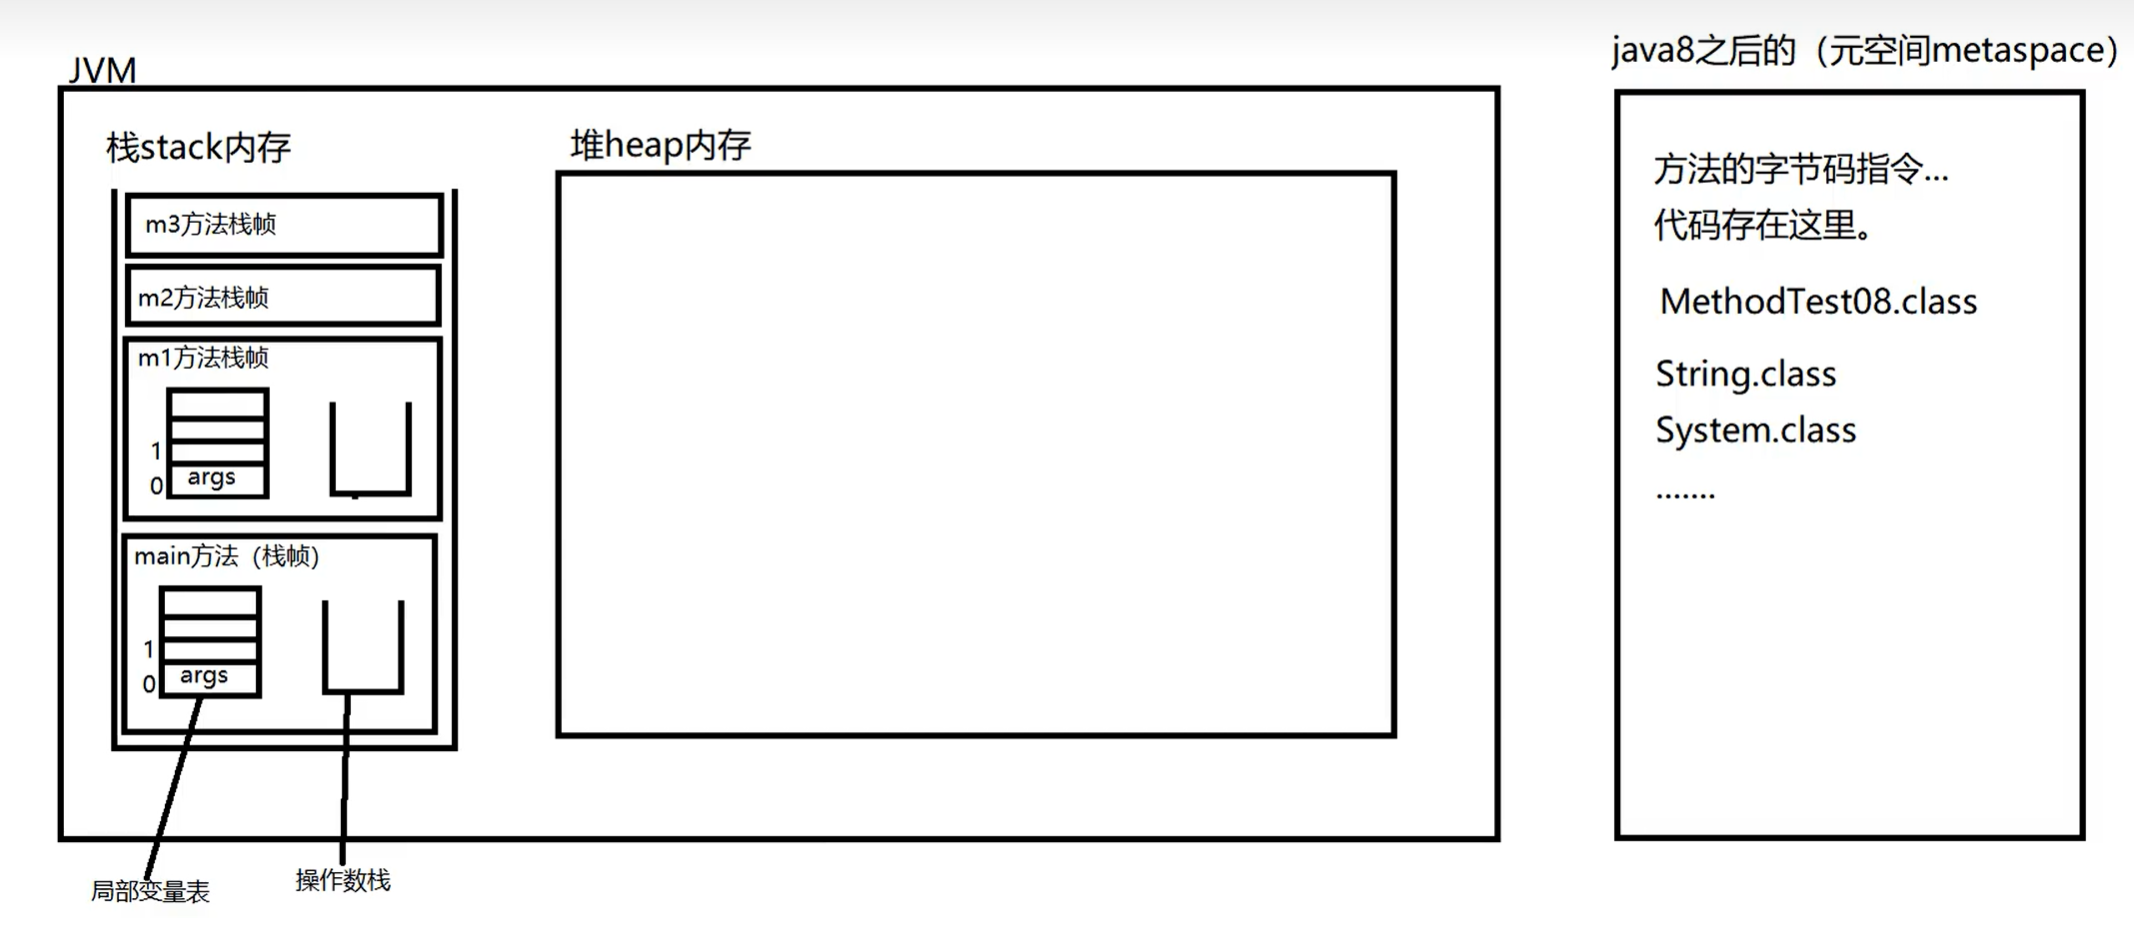 JVM
java8之后的（元空间metaspace）
栈stack内存
堆heap内存
m3方法栈帧
m2方法栈帧
m1方法栈帧
1
0
args
main方法（栈帧）
1
0
args
局部变量表
操作数栈
方法的字节码指令...
代码存在这里。
MethodTest08.class
String.class
System.class
.......